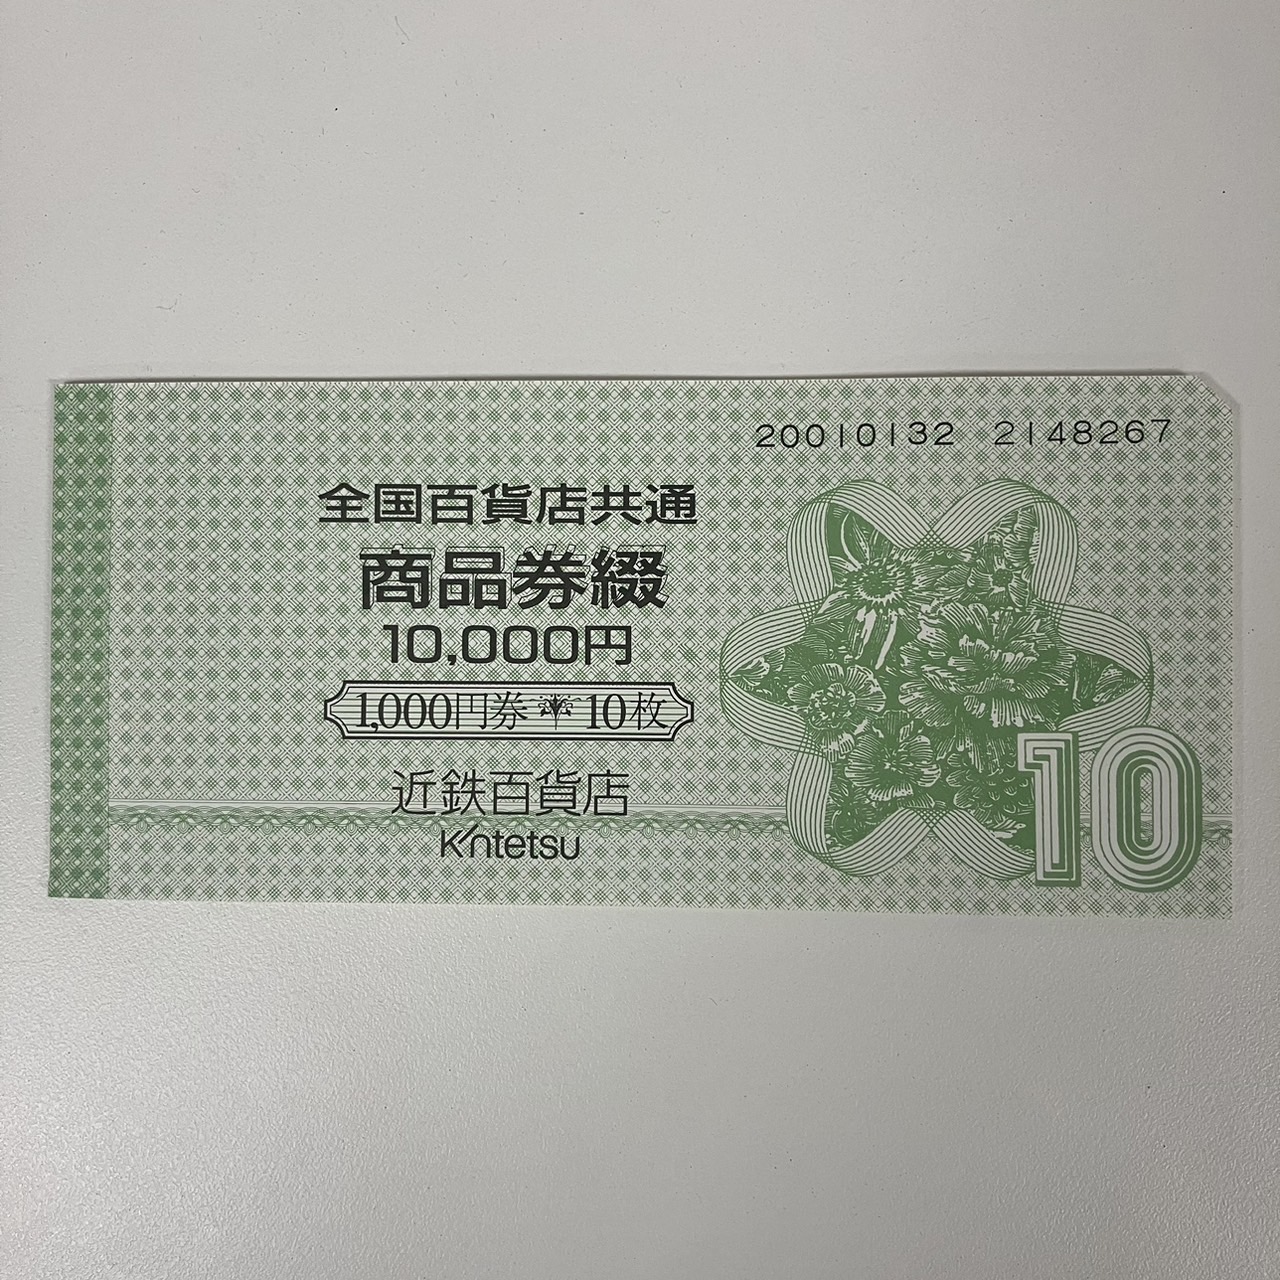 20010132 2148267
全国百貨店共通
商品券綴
10,000円
1,000円券 10枚
近鉄百貨店
Kintetsu
10